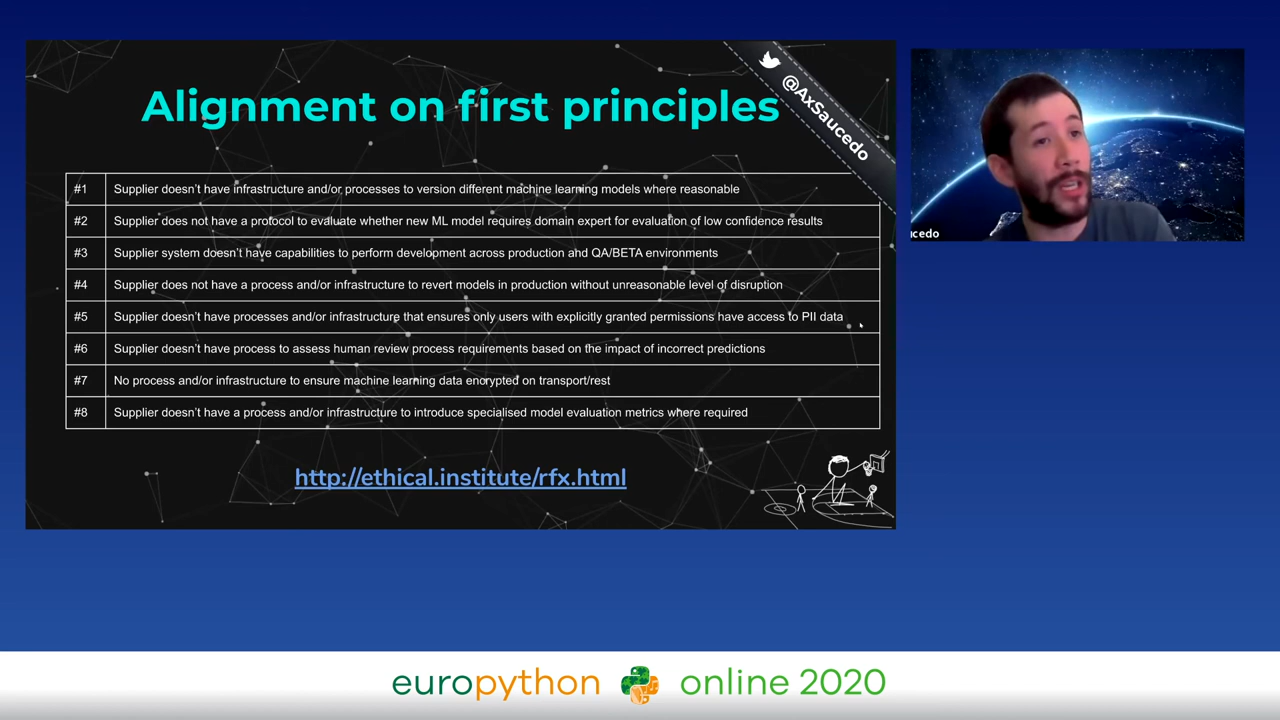 Alignment on first principles
@AxSaucedo
#1 Supplier doesn't have infrastructure and/or processes to version different machine learning models where reasonable
#2 Supplier does not have a protocol to evaluate whether new ML model requires domain expert for evaluation of low confidence results
#3 Supplier system doesn't have capabilities to perform development across production and QA/BETA environments
#4 Supplier does not have a process and/or infrastructure to revert models in production without unreasonable level of disruption
#5 Supplier doesn't have processes and/or infrastructure that ensures only users with explicitly granted permissions have access to PII data
#6 Supplier doesn't have process to assess human review process requirements based on the impact of incorrect predictions
#7 No process and/or infrastructure to ensure machine learning data encrypted on transport/rest
#8 Supplier doesn't have a process and/or infrastructure to introduce specialised model evaluation metrics where required
http://ethical.institute/rfx.html
ucedo
europython online 2020